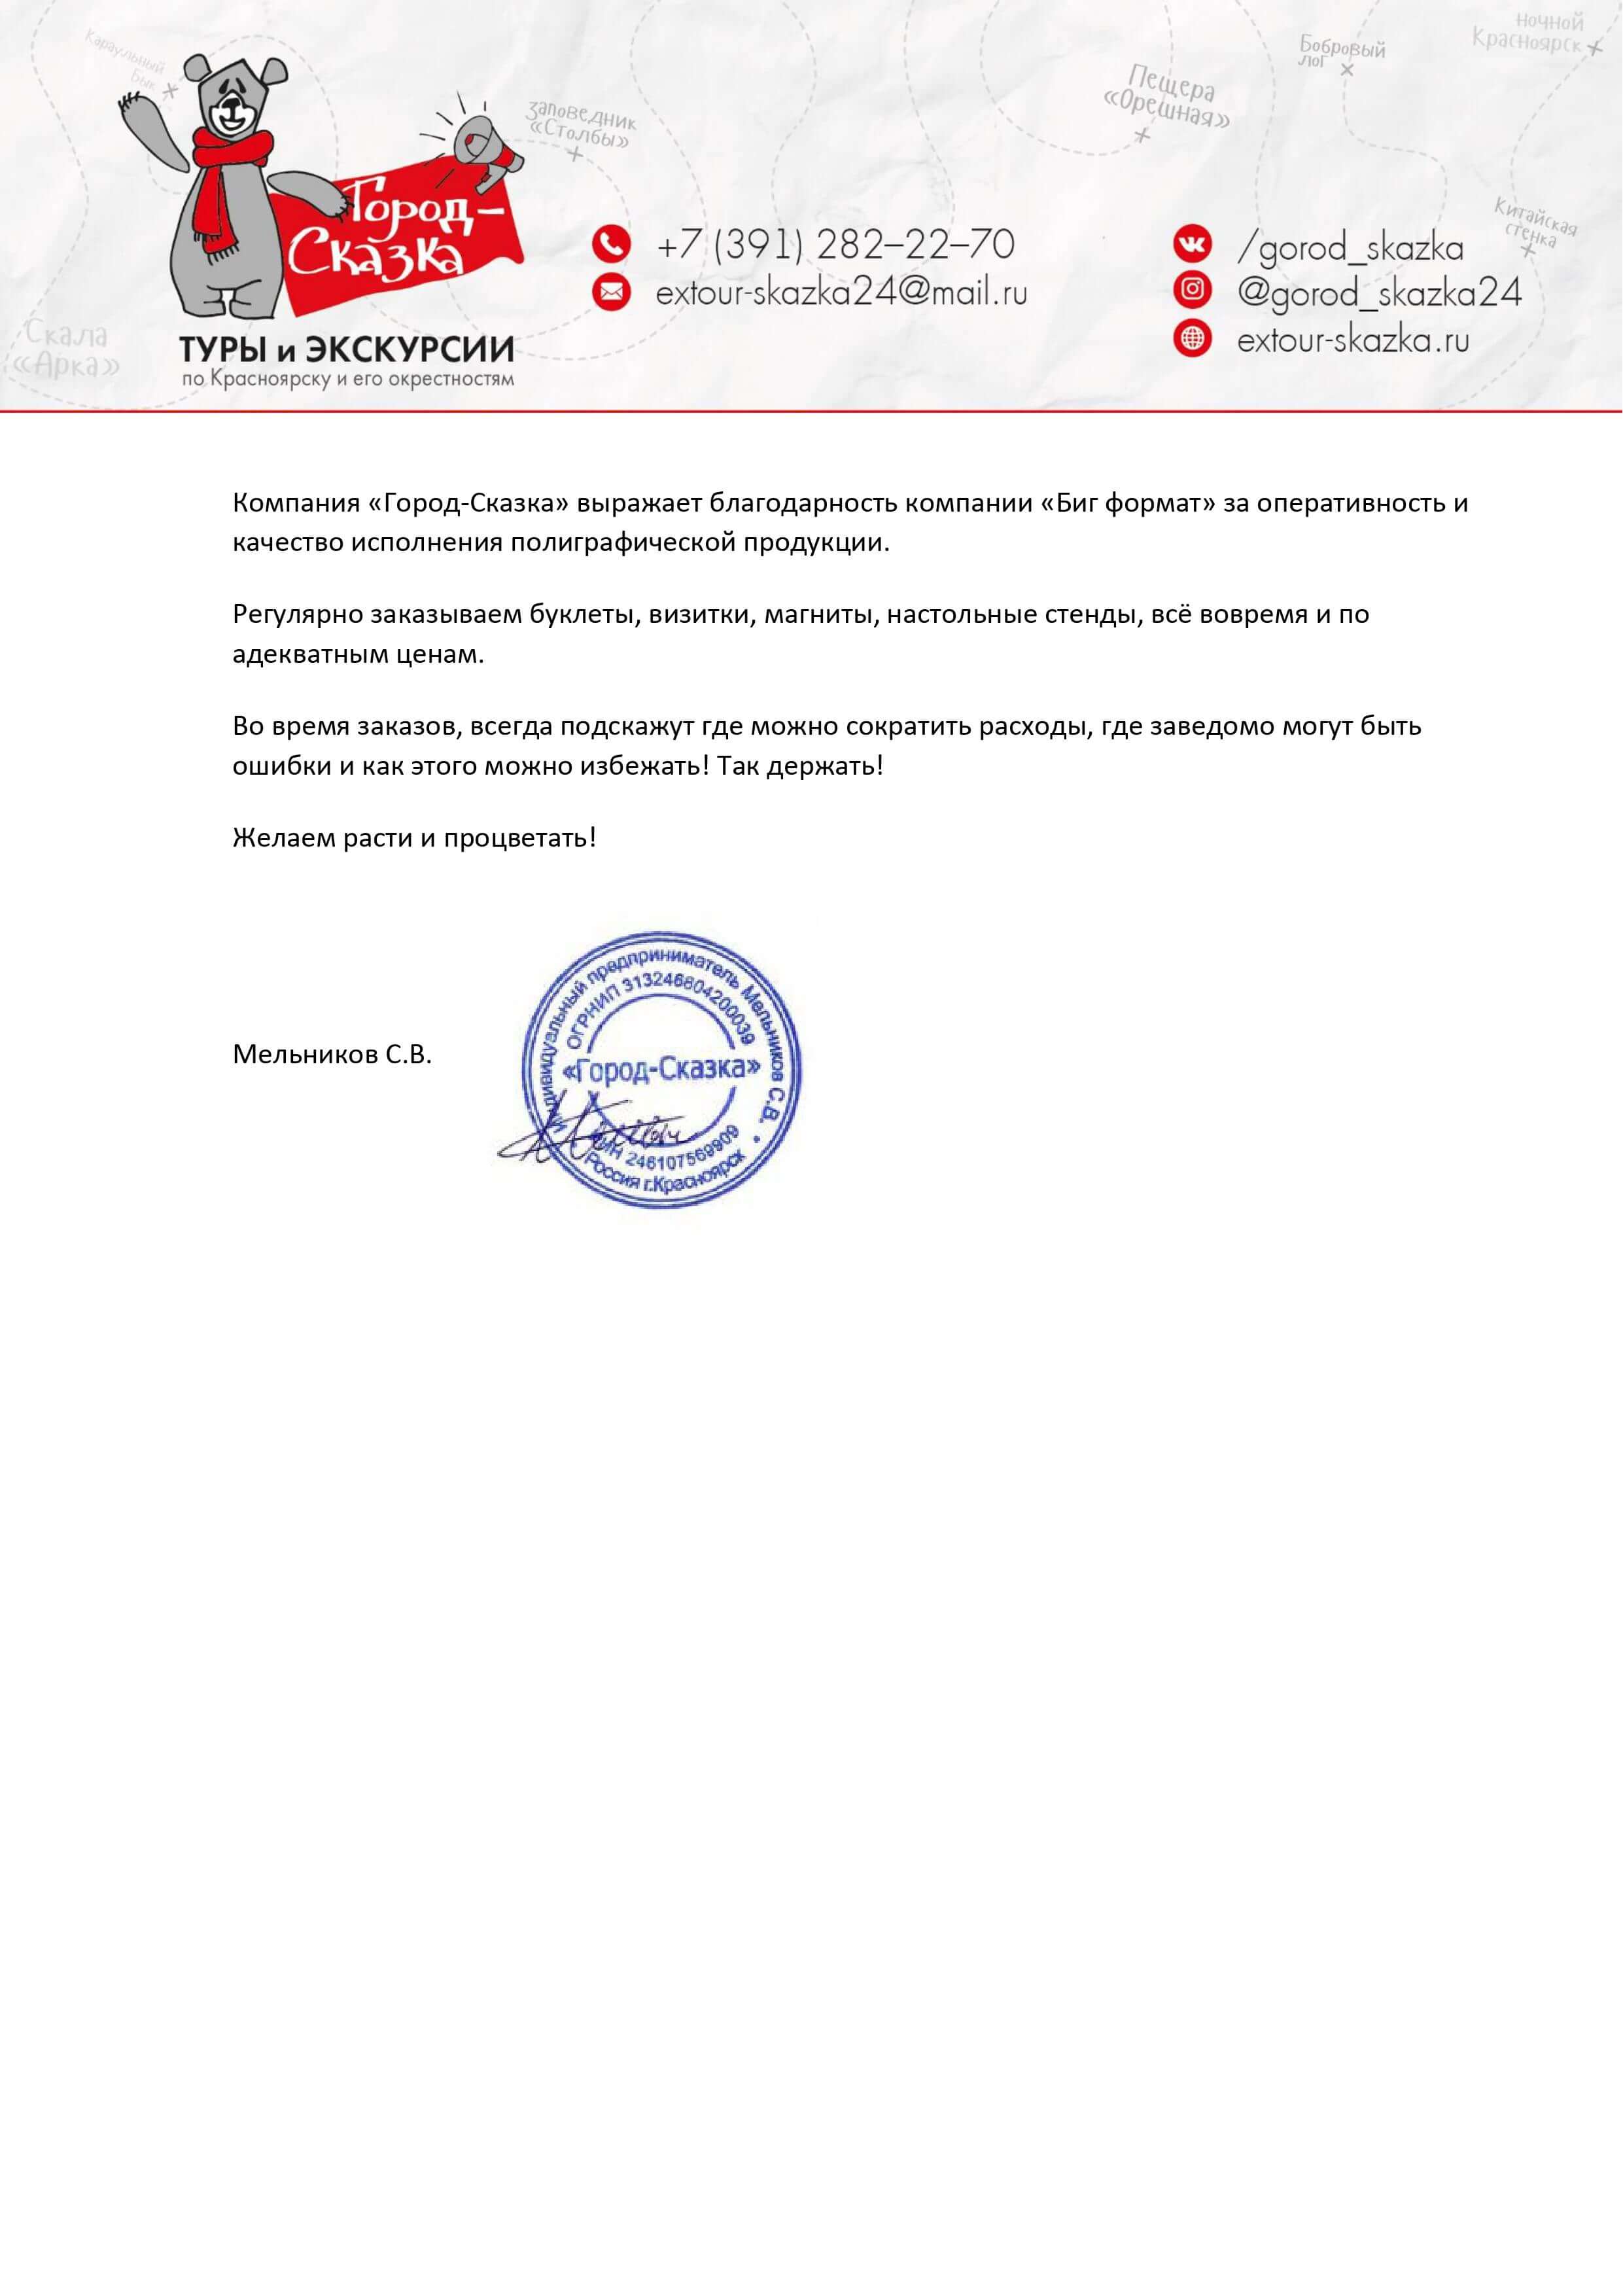 Караульный
Бык
Заповедник
«Столбы»
Пещера
«Орешная»
Бобровый
лог
Ночной
Красноярск
Китайская
стенка
Скала
«Арка»
Город-
Сказка
ТУРЫ и ЭКСКУРСИИ
по Красноярску и его окрестностям
+7 (391) 282–22–70
extour-skazka24@mail.ru
/gorod_skazka
@gorod_skazka24
extour-skazka.ru
Компания «Город-Сказка» выражает благодарность компании «Биг формат» за оперативность и
качество исполнения полиграфической продукции.
Регулярно заказываем буклеты, визитки, магниты, настольные стенды, всё вовремя и по
адекватным ценам.
Во время заказов, всегда подскажут где можно сократить расходы, где заведомо могут быть
ошибки и как этого можно избежать! Так держать!
Желаем расти и процветать!
Мельников С.В.
Индивидуальный предприниматель Мельников С.В.
ОГРНИП 313246804200039
«Город-Сказка»
ИНН 246107569909
Россия г.Красноярск